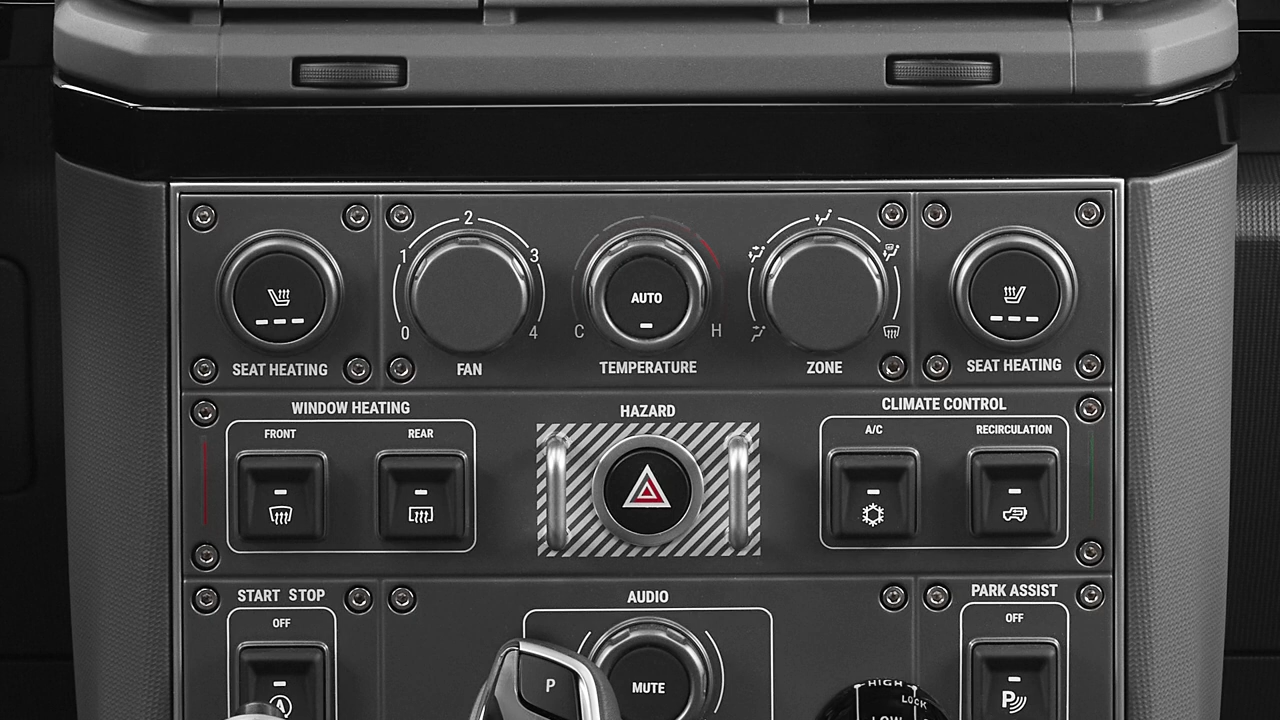 2
1 3
0 4
AUTO
C H
SEAT HEATING
FAN
TEMPERATURE
ZONE
SEAT HEATING
WINDOW HEATING
FRONT REAR
HAZARD
CLIMATE CONTROL
A/C RECIRCULATION
START STOP
OFF
A
AUDIO
P
MUTE
PARK ASSIST
OFF
P
HIGH
LOCK
LOW